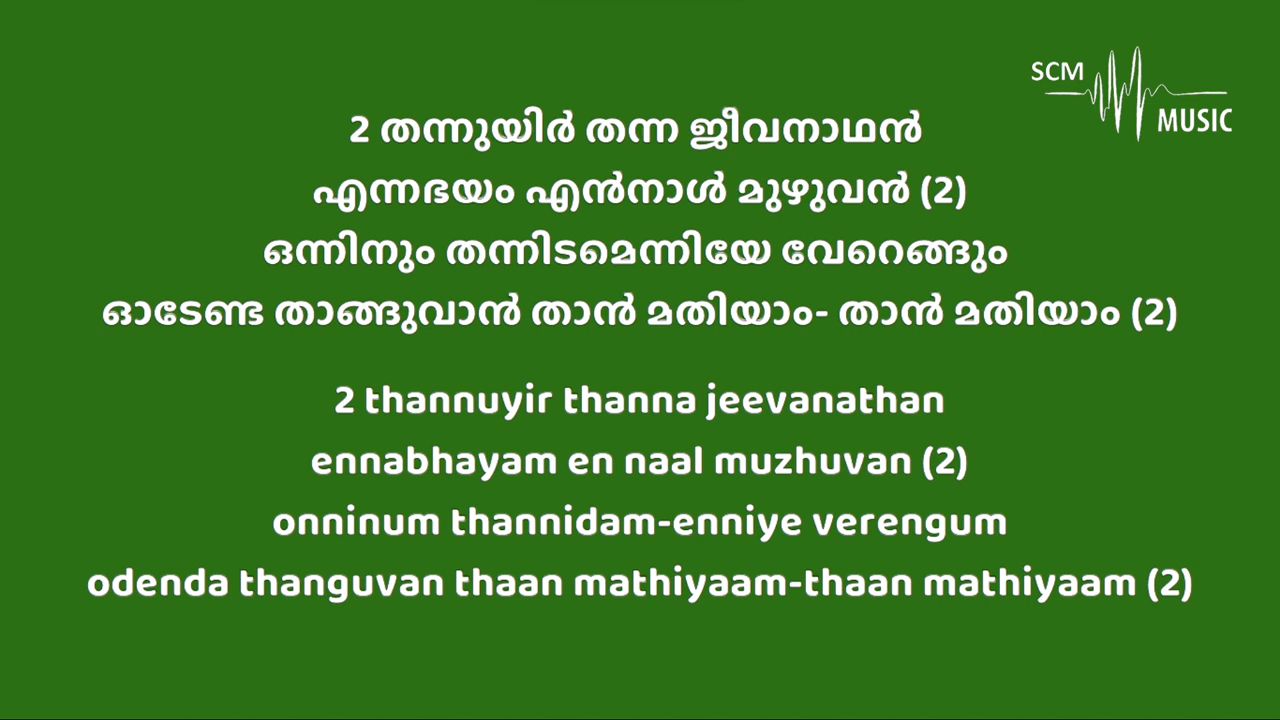 SCM
MUSIC
2 തന്നുയിർ തന്ന ജീവനാഥൻ
എന്നഭയം എൻനാൾ മുഴുവൻ (2)
ഒന്നിനും തന്നിടമെന്നിയേ വേറെങ്ങും
ഓടേണ്ട താങ്ങുവാൻ താൻ മതിയാം- താൻ മതിയാം (2)
2 thannuyir thanna jeevanathan
ennabhayam en naal muzhuvan (2)
onninum thannidam-enniye verengum
odenda thanguvan thaan mathiyaam-thaan mathiyaam (2)